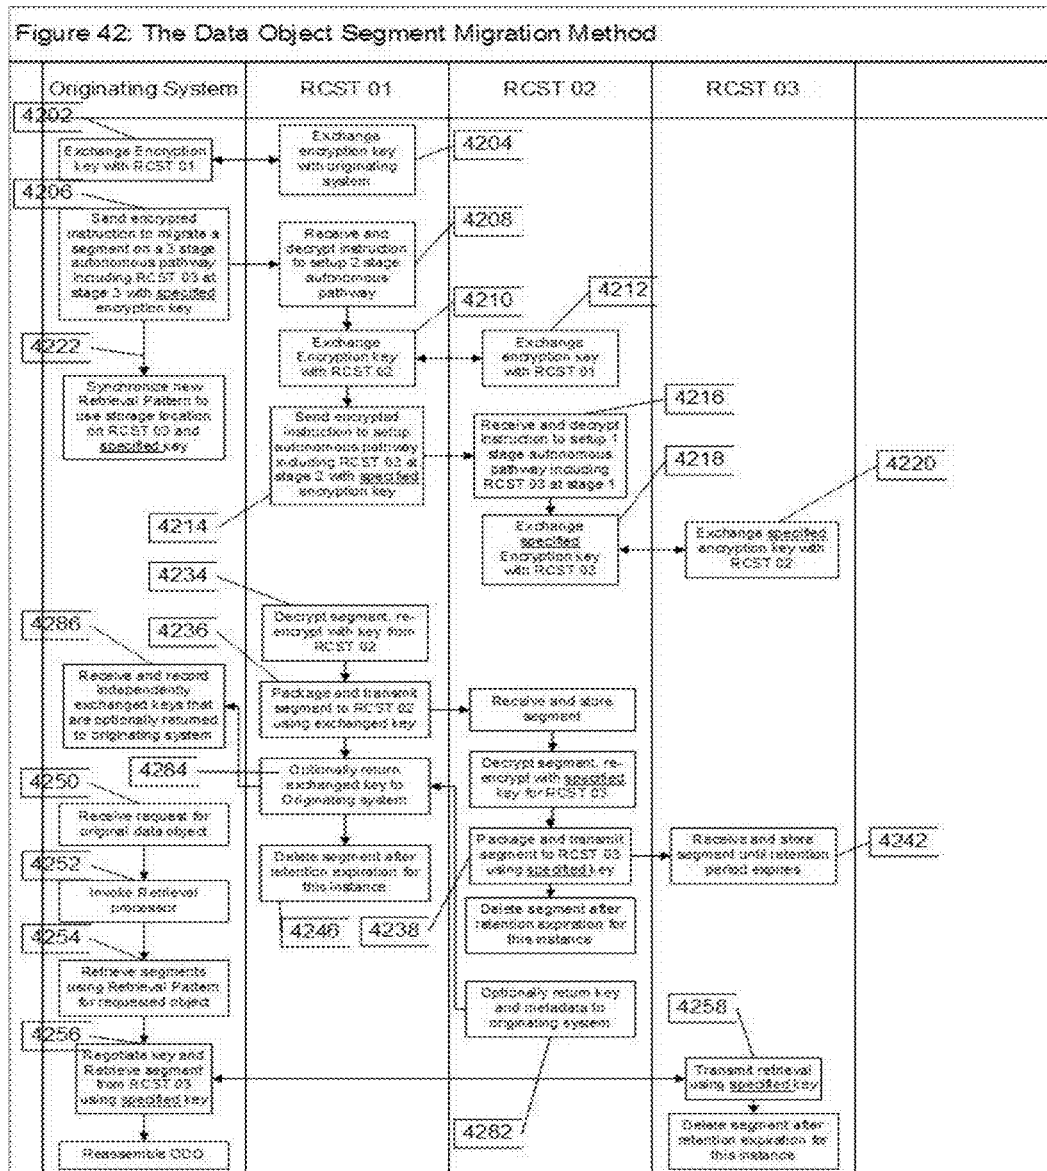 Figure 42: The Data Object Segment Migration Method
Originating System
RCST 01
RCST 02
RCST 03
4202
Exchange Encryption
Key with RCST 01
Exchange
encryption key
with originating
system
4204
4206
Send encrypted
instruction to migrate a
segment on a 3 stage
autonomous pathway
including RCST 03 at
stage 3 with specified
encryption key
Receive and
decrypt instruction
to setup 2 stage
autonomous
pathway
4208
4210
4212
4222
Exchange
Encryption key
with RCST 02
Exchange
encryption key
with RCST 01
Synchronize new
Retrieval Pattern to
use storage location
on RCST 03 and
specified key
4216
Send encrypted
instruction to setup
autonomous pathway
including RCST 03 at
stage 2 with specified
encryption key
Receive and decrypt
instruction to setup 1
stage autonomous
pathway including
RCST 03 at stage 1
4218
4220
4214
Exchange
specified
Encryption key
with RCST 03
Exchange specified
encryption key with
RCST 02
4234
Decrypt segment, re-
encrypt with key from
RCST 02
4286
4236
Receive and record
independently
exchanged keys that
are optionally returned
to originating system
Package and transmit
segment to RCST 02
using exchanged key
Receive and store
segment
4284
Optionally return
exchanged key to
Originating system
Decrypt segment, re-
encrypt with specified
key for RCST 03
4250
Receive request for
original data object
Package and transmit
segment to RCST 03
using specified key
Receive and store
segment until retention
period expires
4242
4252
Delete segment after
retention expiration for
this instance
Invoke Retrieval
processor
4246
4238
Delete segment after
retention expiration for
this instance
4254
Retrieve segments
using Retrieval Pattern
for requested object
Optionally return key
and metadata to
originating system
4258
4256
Negotiate key and
Retrieve segment
from RCST 03
using specified key
Transmit retrieval
using specified key
4282
Delete segment after
retention expiration for
this instance
Reassemble ODO